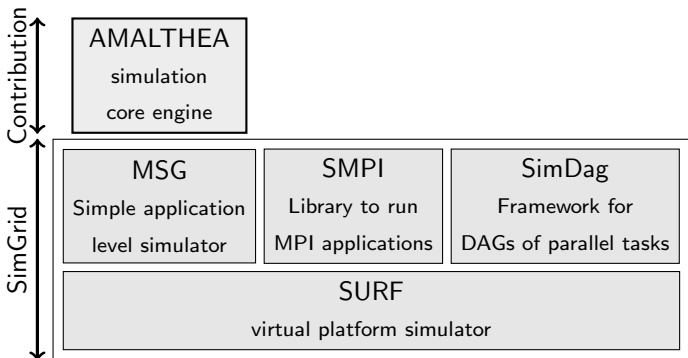 Contribution
AMALTHEA
simulation
core engine
SimGrid
MSG
Simple application
level simulator
SMPI
Library to run
MPI applications
SimDag
Framework for
DAGs of parallel tasks
SURF
virtual platform simulator